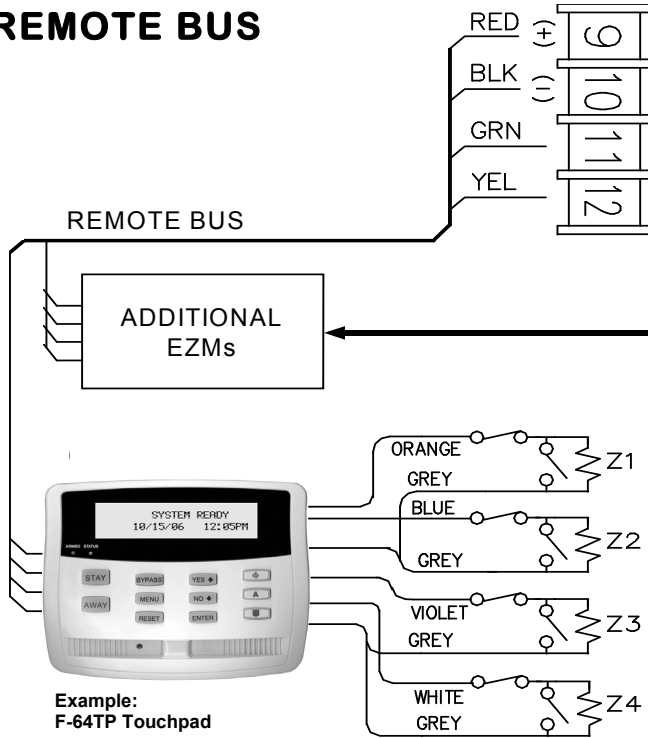 REMOTE BUS
RED (+) 9
BLK (-) 10
GRN 11
YEL 12
REMOTE BUS
ADDITIONAL
EZMs
ORANGE
GREY
Z1
BLUE
GREY
Z2
VIOLET
GREY
Z3
WHITE
GREY
Z4
SYSTEM READY
10/15/06 12:05PM
ARMED STATUS
STAY BYPASS YES
AWAY MENU NO A
RESET ENTER
Example:
F-64TP Touchpad